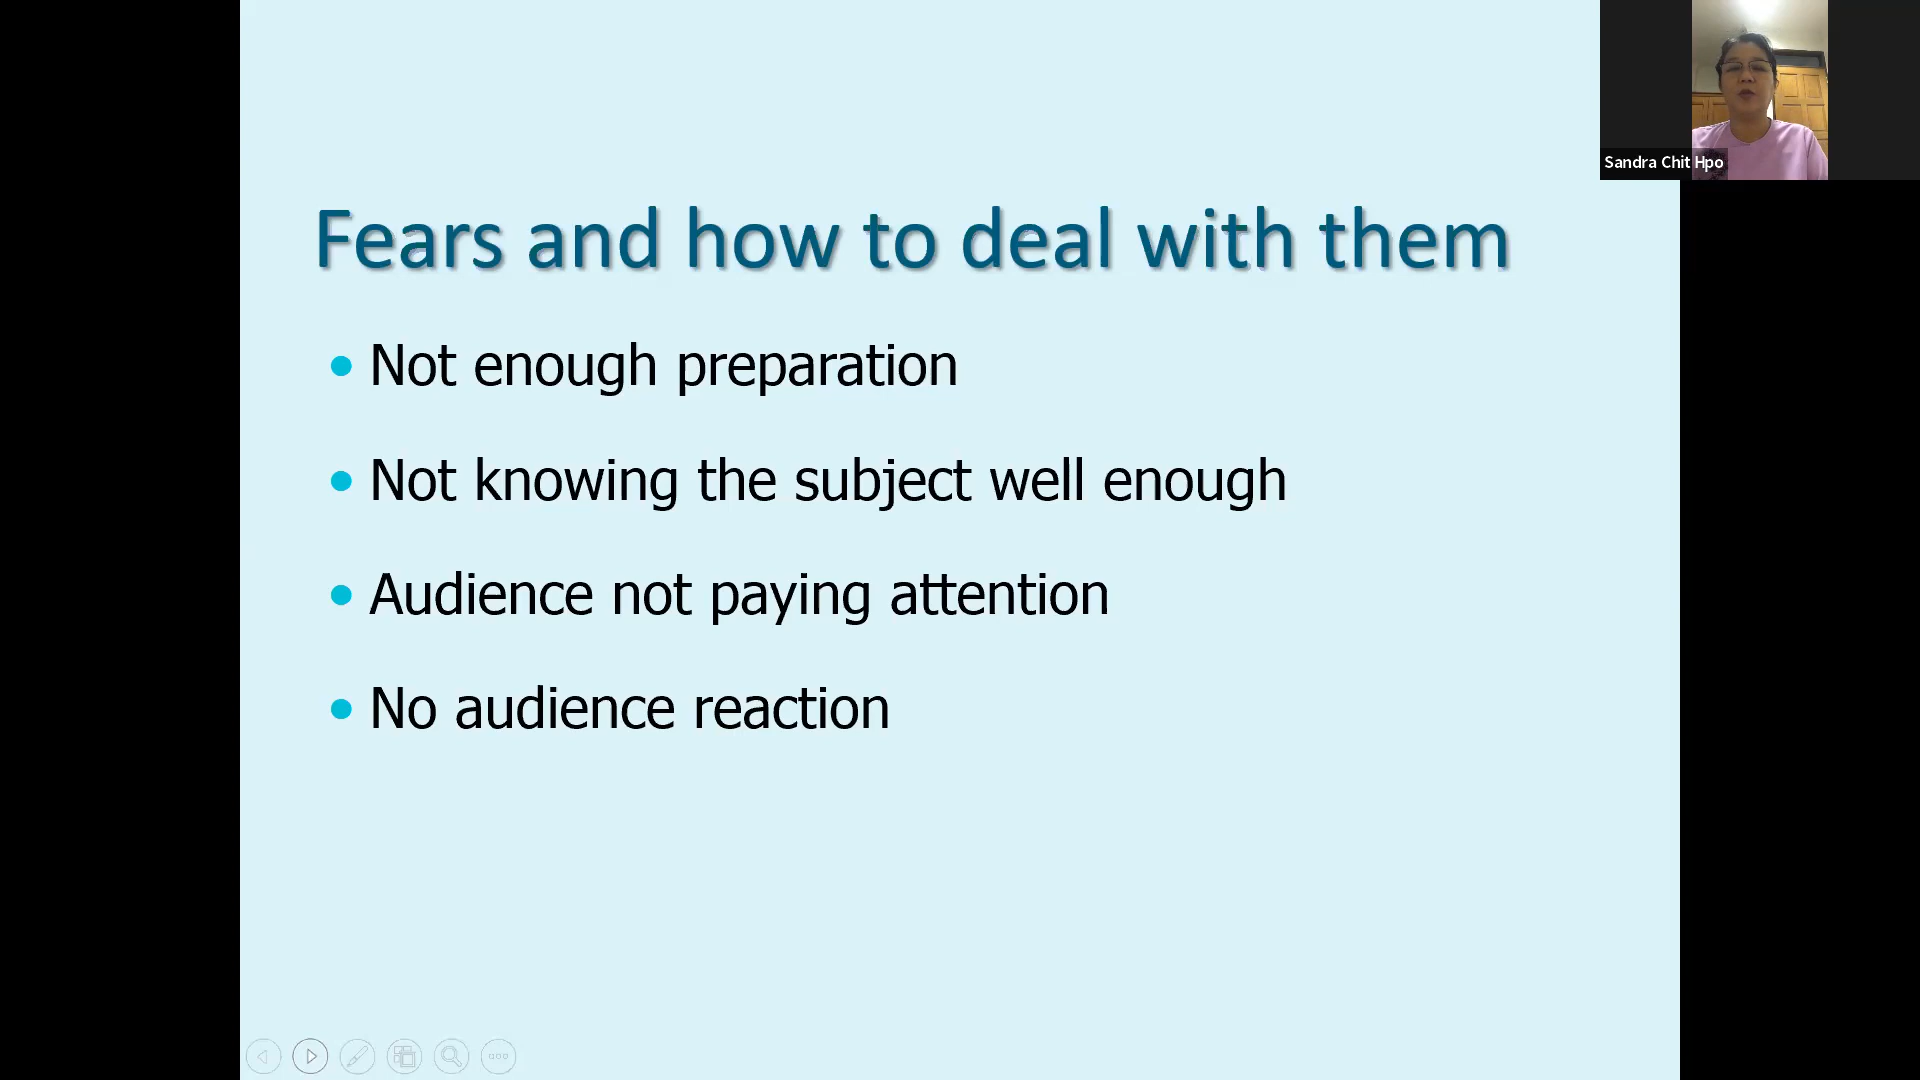 Sandra Chit Hpo
Fears and how to deal with them
Not enough preparation
Not knowing the subject well enough
Audience not paying attention
No audience reaction